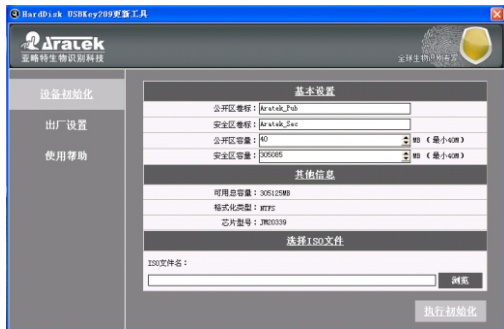 HardDisk USBKey209更新工具
Aratek
亚略特生物识别科技
全球生物识别专家
设备初始化
出厂设置
使用帮助
基本设置
公开区卷标：Aratek_Pub
安全区卷标：Aratek_Sec
公开区容量：40 MB （最小40M）
安全区容量：305085 MB （最小40M）
其他信息
可用总容量：305125MB
格式化类型：NTFS
芯片型号：JM20339
选择ISO文件
ISO文件名：
浏览
执行初始化